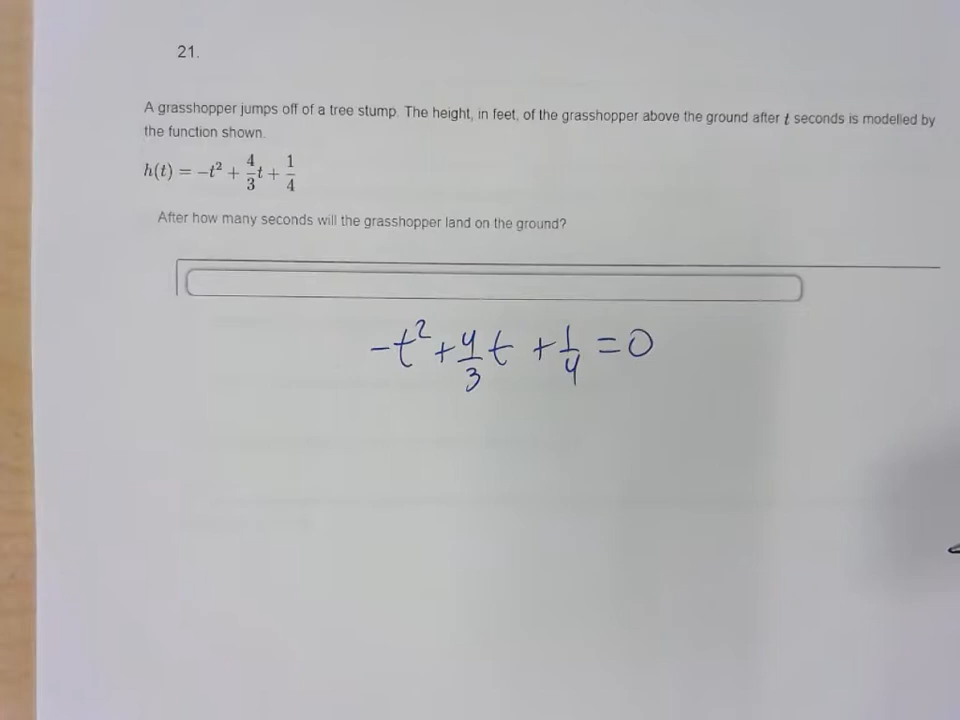 21.
A grasshopper jumps off of a tree stump. The height, in feet, of the grasshopper above the ground after t seconds is modelled by
the function shown.
h(t) = −t² + 4/3 t + 1/4
After how many seconds will the grasshopper land on the ground?
-t² + 4/3 t + 1/4 = 0